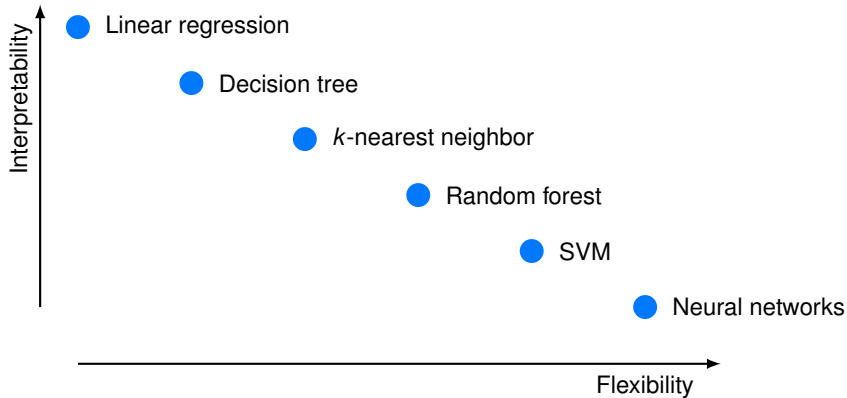 Linear regression
Decision tree
k-nearest neighbor
Random forest
SVM
Neural networks
Interpretability
Flexibility